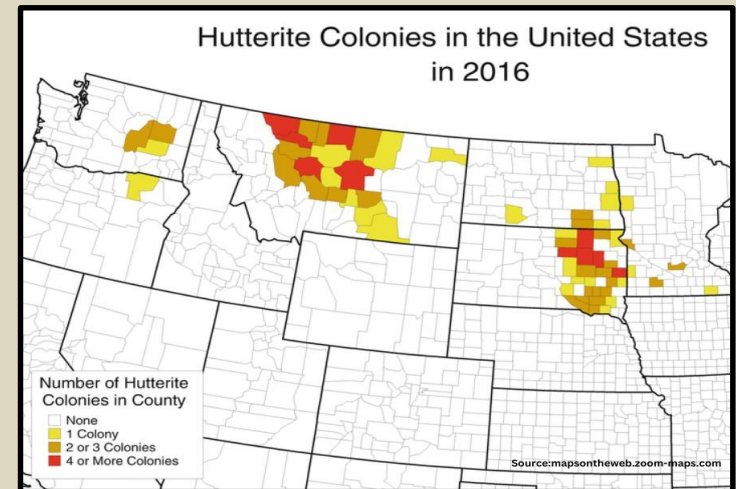 Hutterite Colonies in the United States
in 2016
Number of Hutterite
Colonies in County
None
1 Colony
2 or 3 Colonies
4 or More Colonies
Source:mapsontheweb.zoom-maps.com